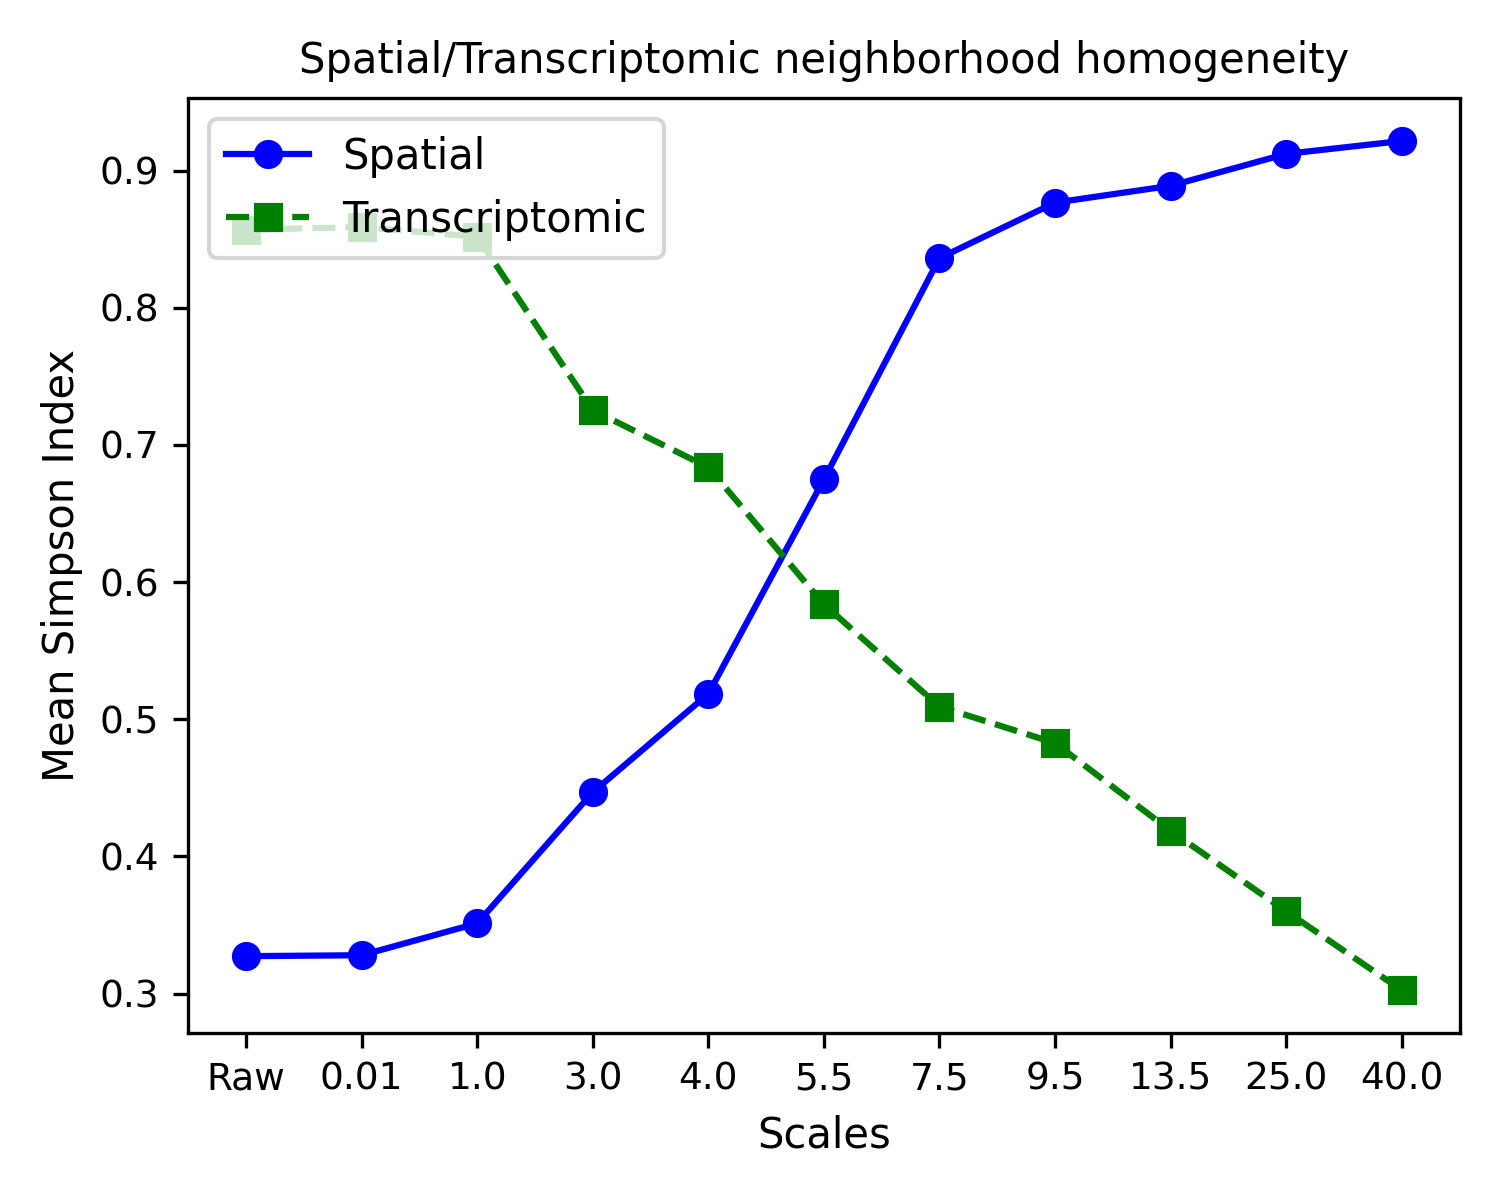 Spatial/Transcriptomic neighborhood homogeneity
Spatial
Transcriptomic
Mean Simpson Index
0.9
0.8
0.7
0.6
0.5
0.4
0.3
Raw 0.01 1.0 3.0 4.0 5.5 7.5 9.5 13.5 25.0 40.0
Scales